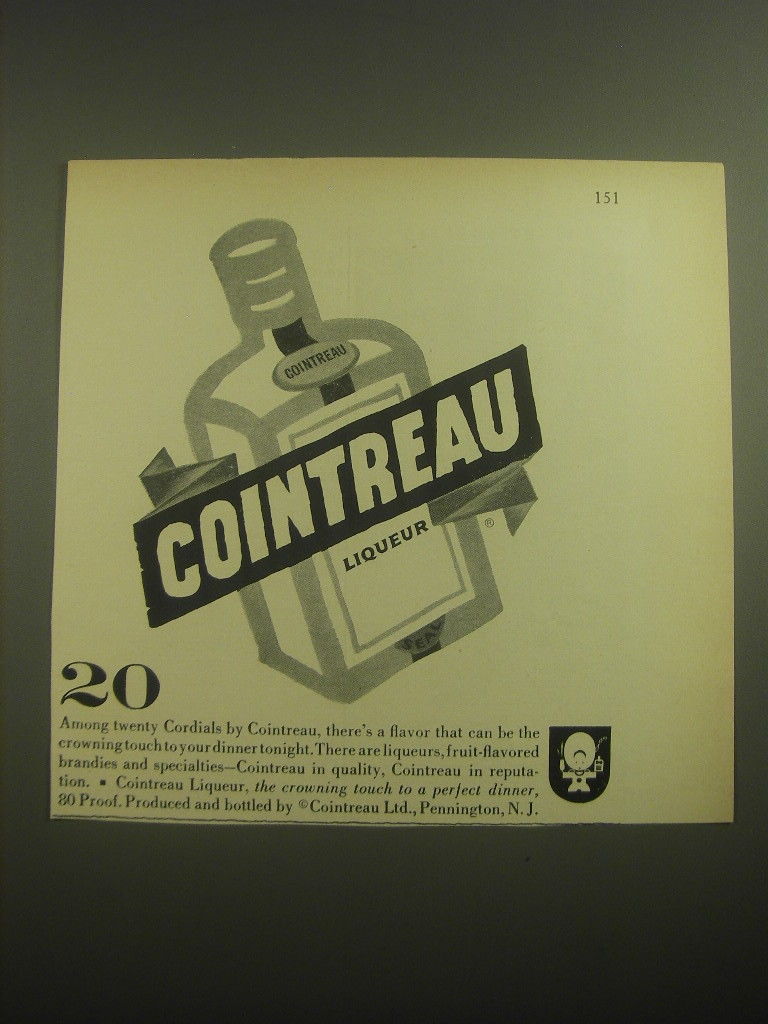 151
COINTREAU
COINTREAU
LIQUEUR
®
SEAL
20
Among twenty Cordials by Cointreau, there's a flavor that can be the
crowning touch to your dinner tonight. There are liqueurs, fruit-flavored
brandies and specialties—Cointreau in quality, Cointreau in reputa-
tion. ▪ Cointreau Liqueur, the crowning touch to a perfect dinner,
80 Proof. Produced and bottled by ©Cointreau Ltd., Pennington, N. J.